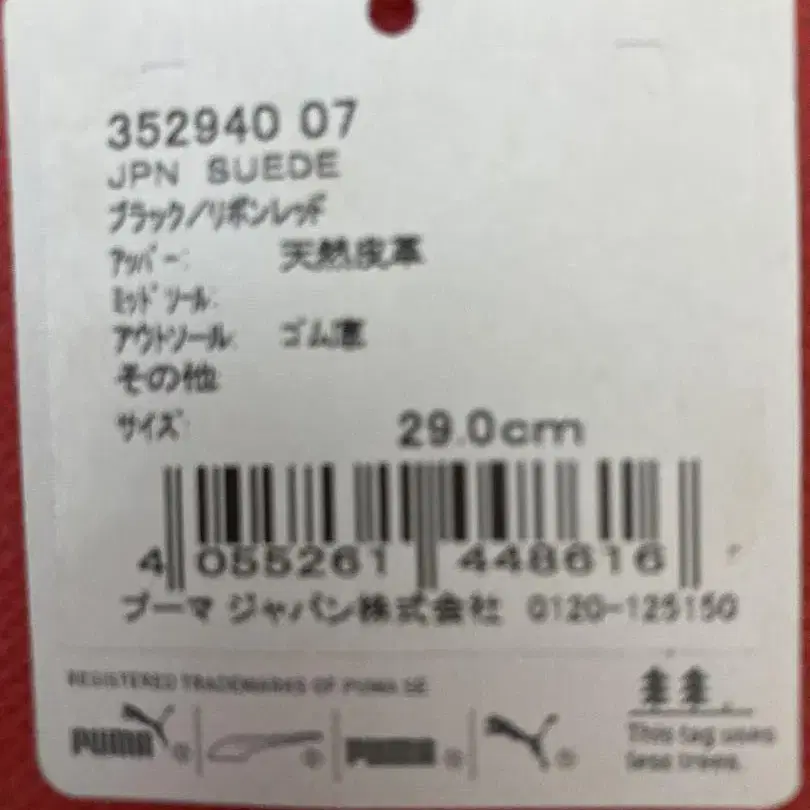 352940 07
JPN SUEDE
ブラック/リボンレッド
アッパー: 天然皮革
ミッドソール:
アウトソール: ゴム底
その他
サイズ: 29.0cm
4 055261 448616
プーマ ジャパン株式会社 0120-125150
REGISTERED TRADEMARKS OF PUMA SE
PUMA ® ® PUMA ® ®
This tag uses
less trees.